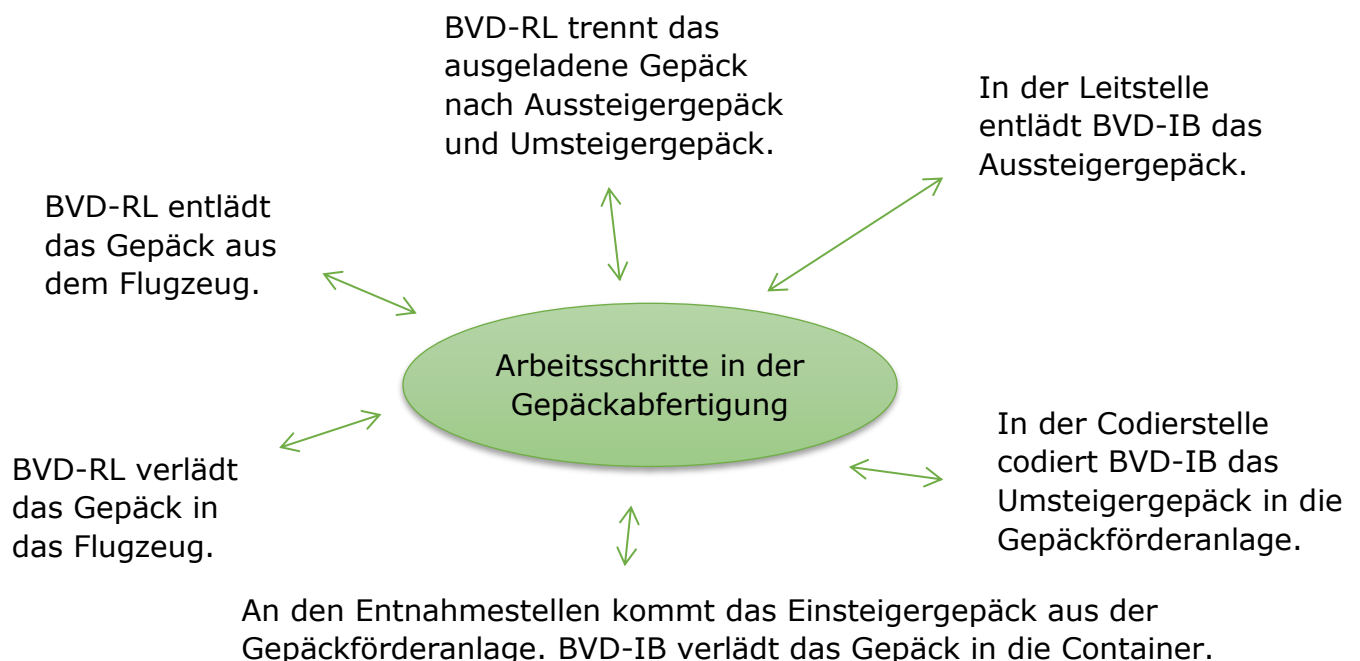 BVD-RL trennt das
ausgeladene Gepäck
nach Aussteigergepäck
und Umsteigergepäck.
In der Leitstelle
entlädt BVD-IB das
Aussteigergepäck.
BVD-RL entlädt
das Gepäck aus
dem Flugzeug.
Arbeitsschritte in der
Gepäckabfertigung
In der Codierstelle
codiert BVD-IB das
Umsteigergepäck in die
Gepäckförderanlage.
BVD-RL verlädt
das Gepäck in
das Flugzeug.
An den Entnahmestellen kommt das Einsteigergepäck aus der
Gepäckförderanlage. BVD-IB verlädt das Gepäck in die Container.